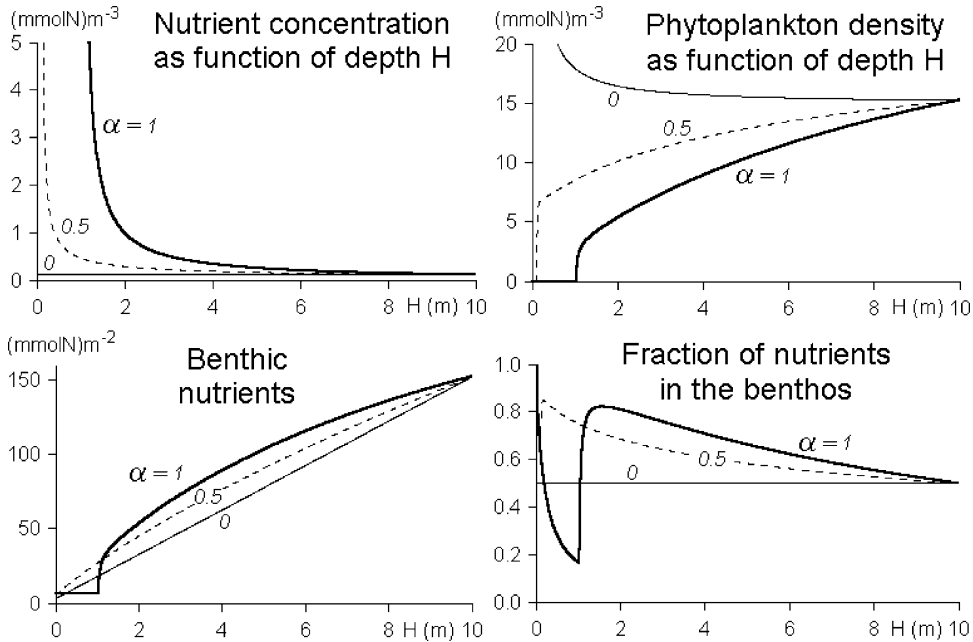 (mmolN)m-3
Nutrient concentration
as function of depth H
5
4
3
2
1
0
α = 1
0.5
0
0 2 4 6 8 H (m) 10
(mmolN)m-3
Phytoplankton density
as function of depth H
20
15
10
5
0
0
0.5
α = 1
0 2 4 6 8 H (m) 10
(mmolN)m-2
Benthic
nutrients
150
100
50
0
α = 1
0.5
0
0 2 4 6 8 H (m) 10
Fraction of nutrients
in the benthos
1.0
0.8
0.6
0.4
0.2
0.0
α = 1
0.5
0
0 2 4 6 8 H (m) 10